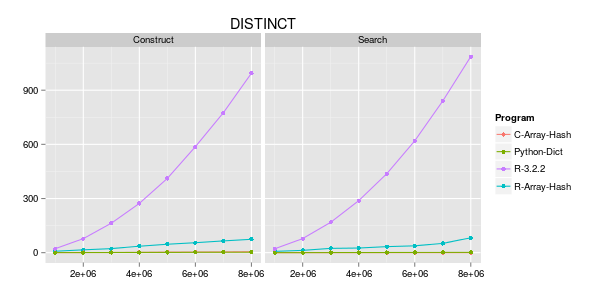 DISTINCT
Construct Search
900
600
300
0
2e+06 4e+06 6e+06 8e+06 2e+06 4e+06 6e+06 8e+06
Program
C-Array-Hash
Python-Dict
R-3.2.2
R-Array-Hash